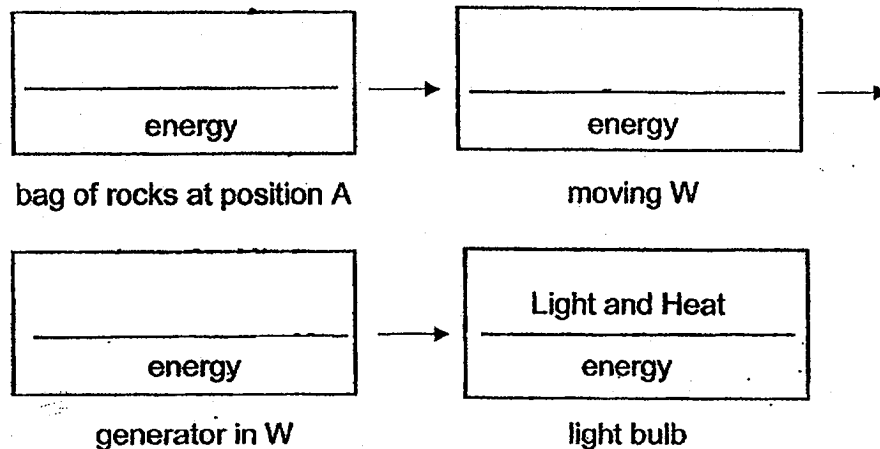 energy
energy
bag of rocks at position A
moving W
Light and Heat
energy
energy
generator in W
light bulb